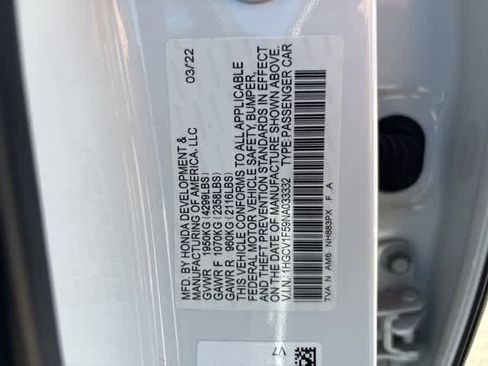 MFD. BY HONDA DEVELOPMENT & 03/22
MANUFACTURING OF AMERICA, LLC
GVWR 1950KG (4299LBS)
GAWR F 1070KG (2358LBS)
GAWR R 960KG (2116LBS)
THIS VEHICLE CONFORMS TO ALL APPLICABLE
FEDERAL MOTOR VEHICLE SAFETY, BUMPER,
AND THEFT PREVENTION STANDARDS IN EFFECT
ON THE DATE OF MANUFACTURE SHOWN ABOVE.
V.I.N.: 1HGCV1F59NA033332 TYPE:PASSENGER CAR
TVA N AM6 NH883PX F A
V7